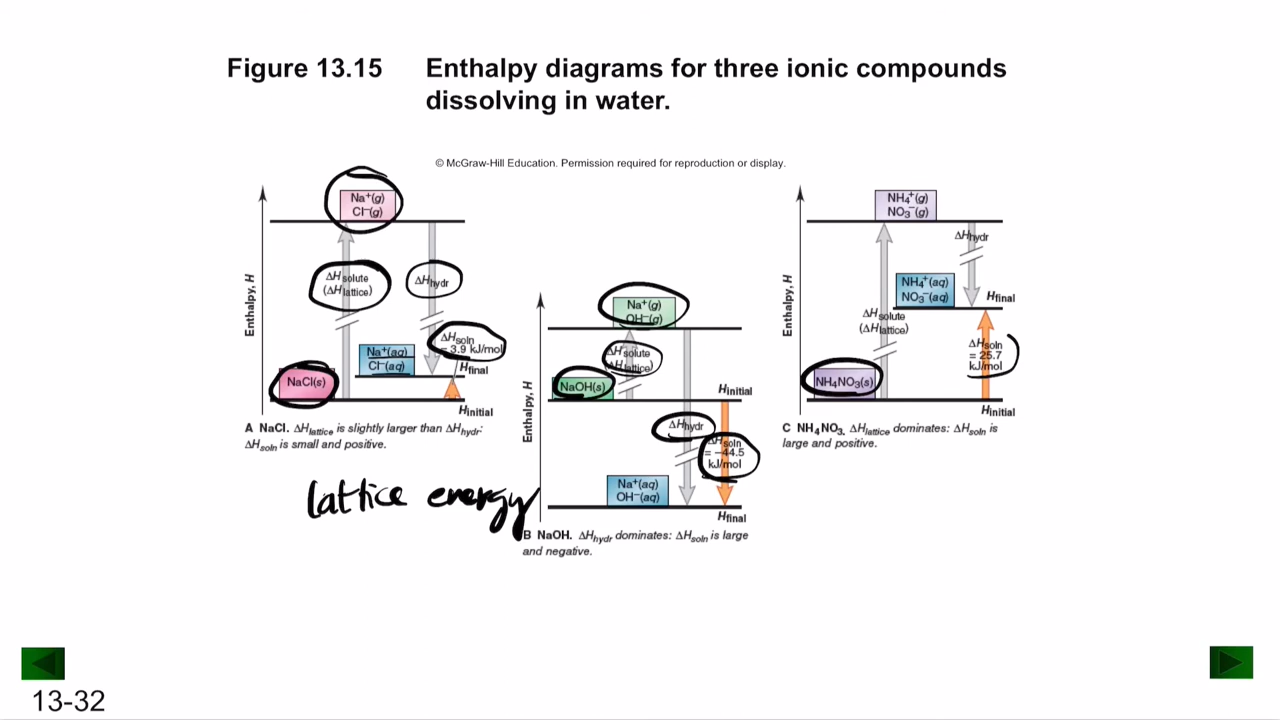 Figure 13.15 Enthalpy diagrams for three ionic compounds
dissolving in water.
© McGraw-Hill Education. Permission required for reproduction or display.
Enthalpy, H
Na⁺(g)
Cl⁻(g)
ΔHsolute
(ΔHlattice)
ΔHhydr
ΔHsoln
= 3.9 kJ/mol
Na⁺(aq)
Cl⁻(aq)
NaCl(s)
Hfinal
Hinitial
A NaCl. ΔHlattice is slightly larger than ΔHhydr:
ΔHsoln is small and positive.
lattice energy
Enthalpy, H
Na⁺(g)
OH⁻(g)
ΔHsolute
(ΔHlattice)
NaOH(s)
Hinitial
ΔHhydr
ΔHsoln
= −44.5
kJ/mol
Na⁺(aq)
OH⁻(aq)
Hfinal
B NaOH. ΔHhydr dominates: ΔHsoln is large
and negative.
Enthalpy, H
NH₄⁺(g)
NO₃⁻(g)
ΔHhydr
NH₄⁺(aq)
NO₃⁻(aq)
Hfinal
ΔHsolute
(ΔHlattice)
ΔHsoln
= 25.7
kJ/mol
NH₄NO₃(s)
Hinitial
C NH₄NO₃. ΔHlattice dominates: ΔHsoln is
large and positive.
13-32